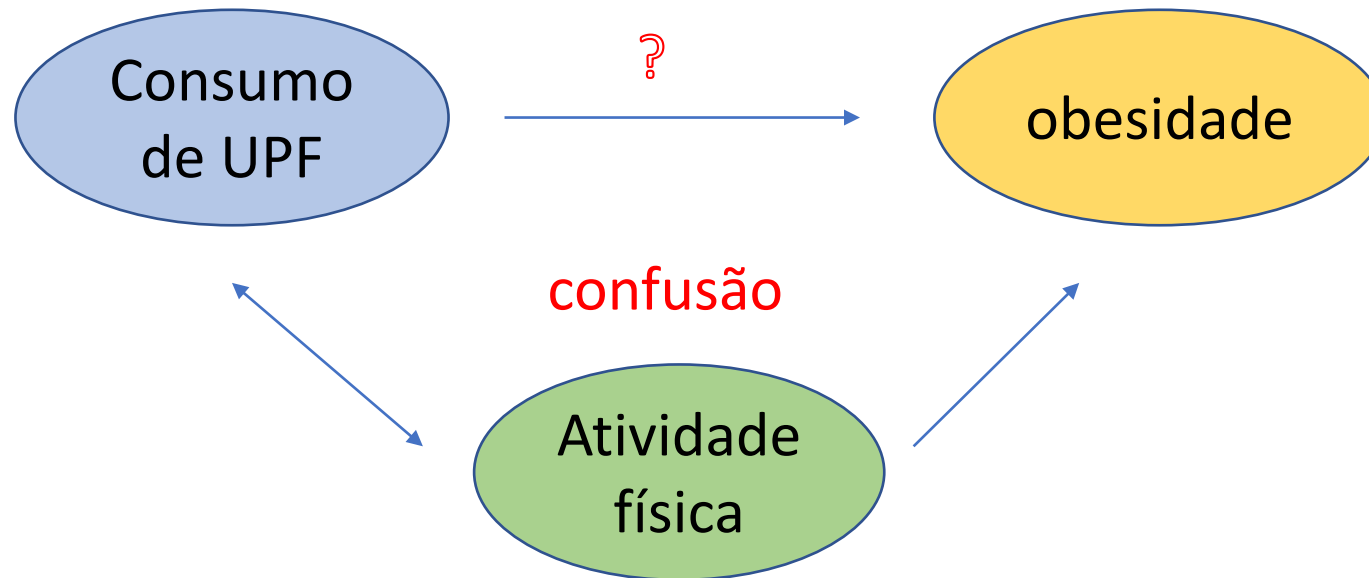 Consumo
de UPF
?
obesidade
confusão
Atividade
física